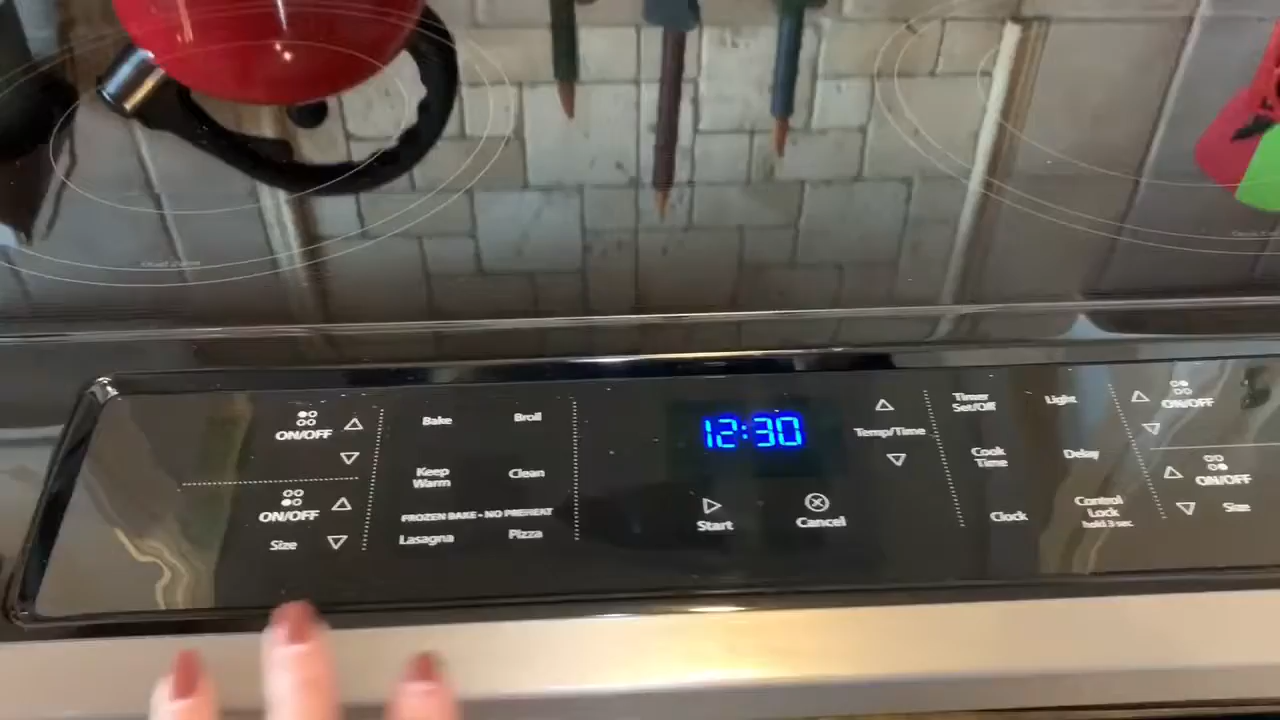 ON/OFF
ON/OFF
Size
Bake
Broil
Keep
Warm
Clean
FROZEN BAKE - NO PREHEAT
Lasagna
Pizza
12:30
Start
Cancel
Temp/Time
Timer
Set/Off
Light
Cook
Time
Delay
Clock
Control
Lock
hold 3 sec
ON/OFF
ON/OFF
Size